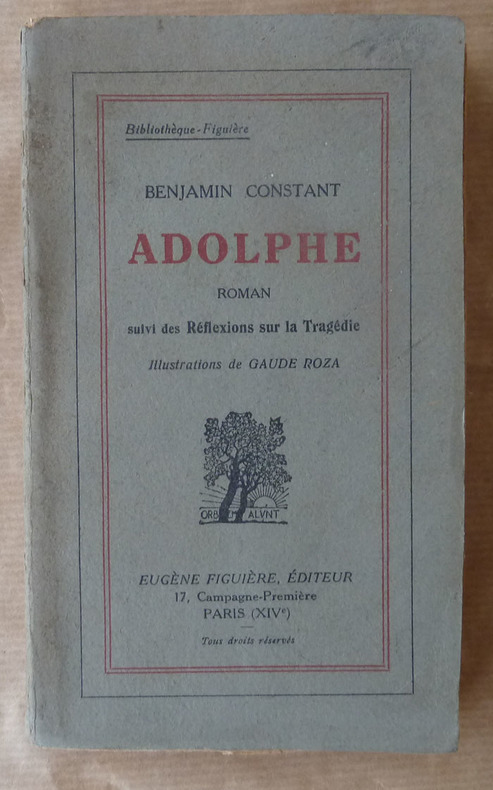 Bibliothèque-Figuière
BENJAMIN CONSTANT
ADOLPHE
ROMAN
suivi des Réflexions sur la Tragédie
Illustrations de GAUDE ROZA
ALVNT
EUGÈNE FIGUIÈRE, ÉDITEUR
17, Campagne-Première
PARIS (XIVe)
Tous droits réservés